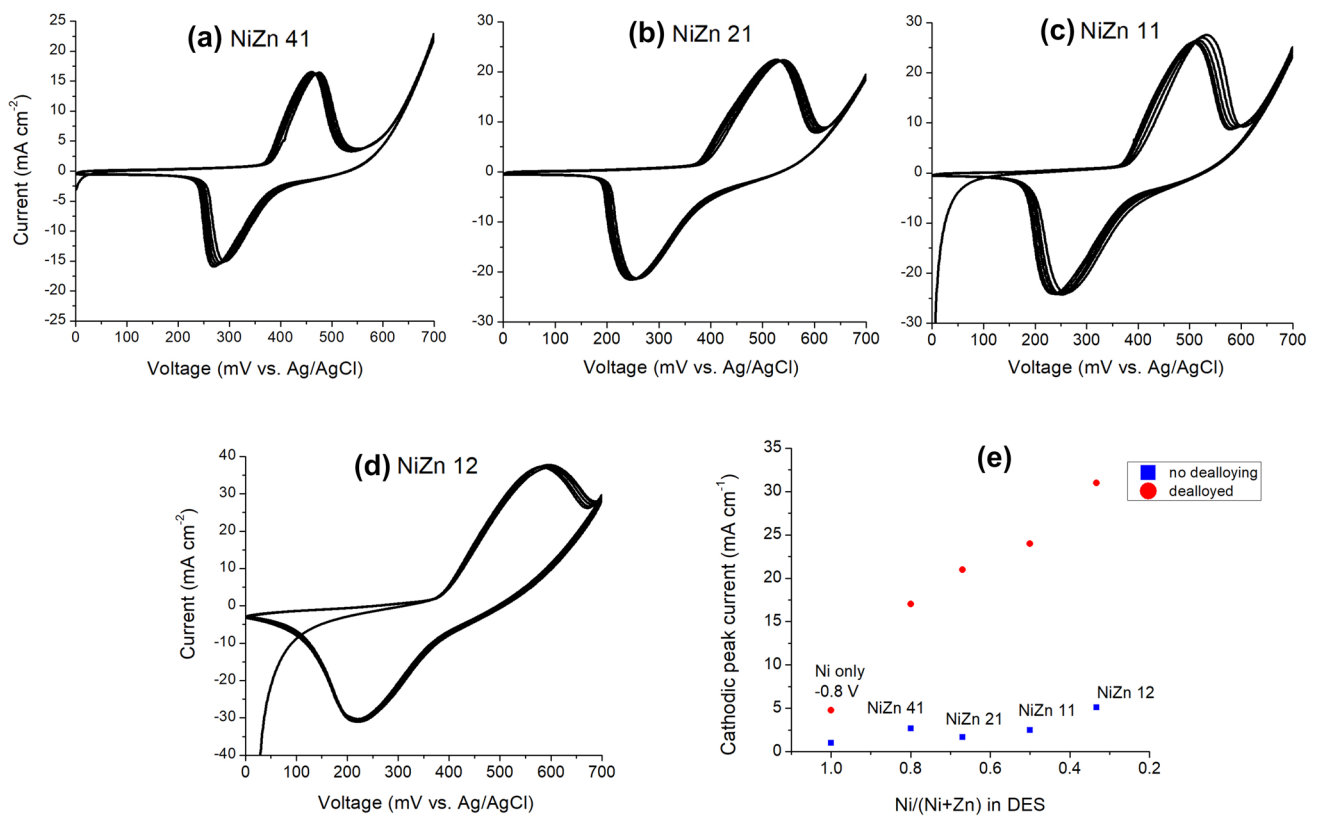 (a) NiZn 41
25
20
15
10
5
0
-5
-10
-15
-20
-25
Current (mA cm-2)
0 100 200 300 400 500 600 700
Voltage (mV vs. Ag/AgCl)
(b) NiZn 21
30
20
10
0
-10
-20
-30
0 100 200 300 400 500 600 700
Voltage (mV vs. Ag/AgCl)
(c) NiZn 11
30
20
10
0
-10
-20
-30
0 100 200 300 400 500 600 700
Voltage (mV vs. Ag/AgCl)
(d) NiZn 12
40
30
20
10
0
-10
-20
-30
-40
Current (mA cm-2)
0 100 200 300 400 500 600 700
Voltage (mV vs. Ag/AgCl)
(e)
no dealloying
dealloyed
35
30
25
20
15
10
5
0
Cathodic peak current (mA cm-1)
Ni only
-0.8 V
NiZn 41
NiZn 21
NiZn 11
NiZn 12
1.0 0.8 0.6 0.4 0.2
Ni/(Ni+Zn) in DES